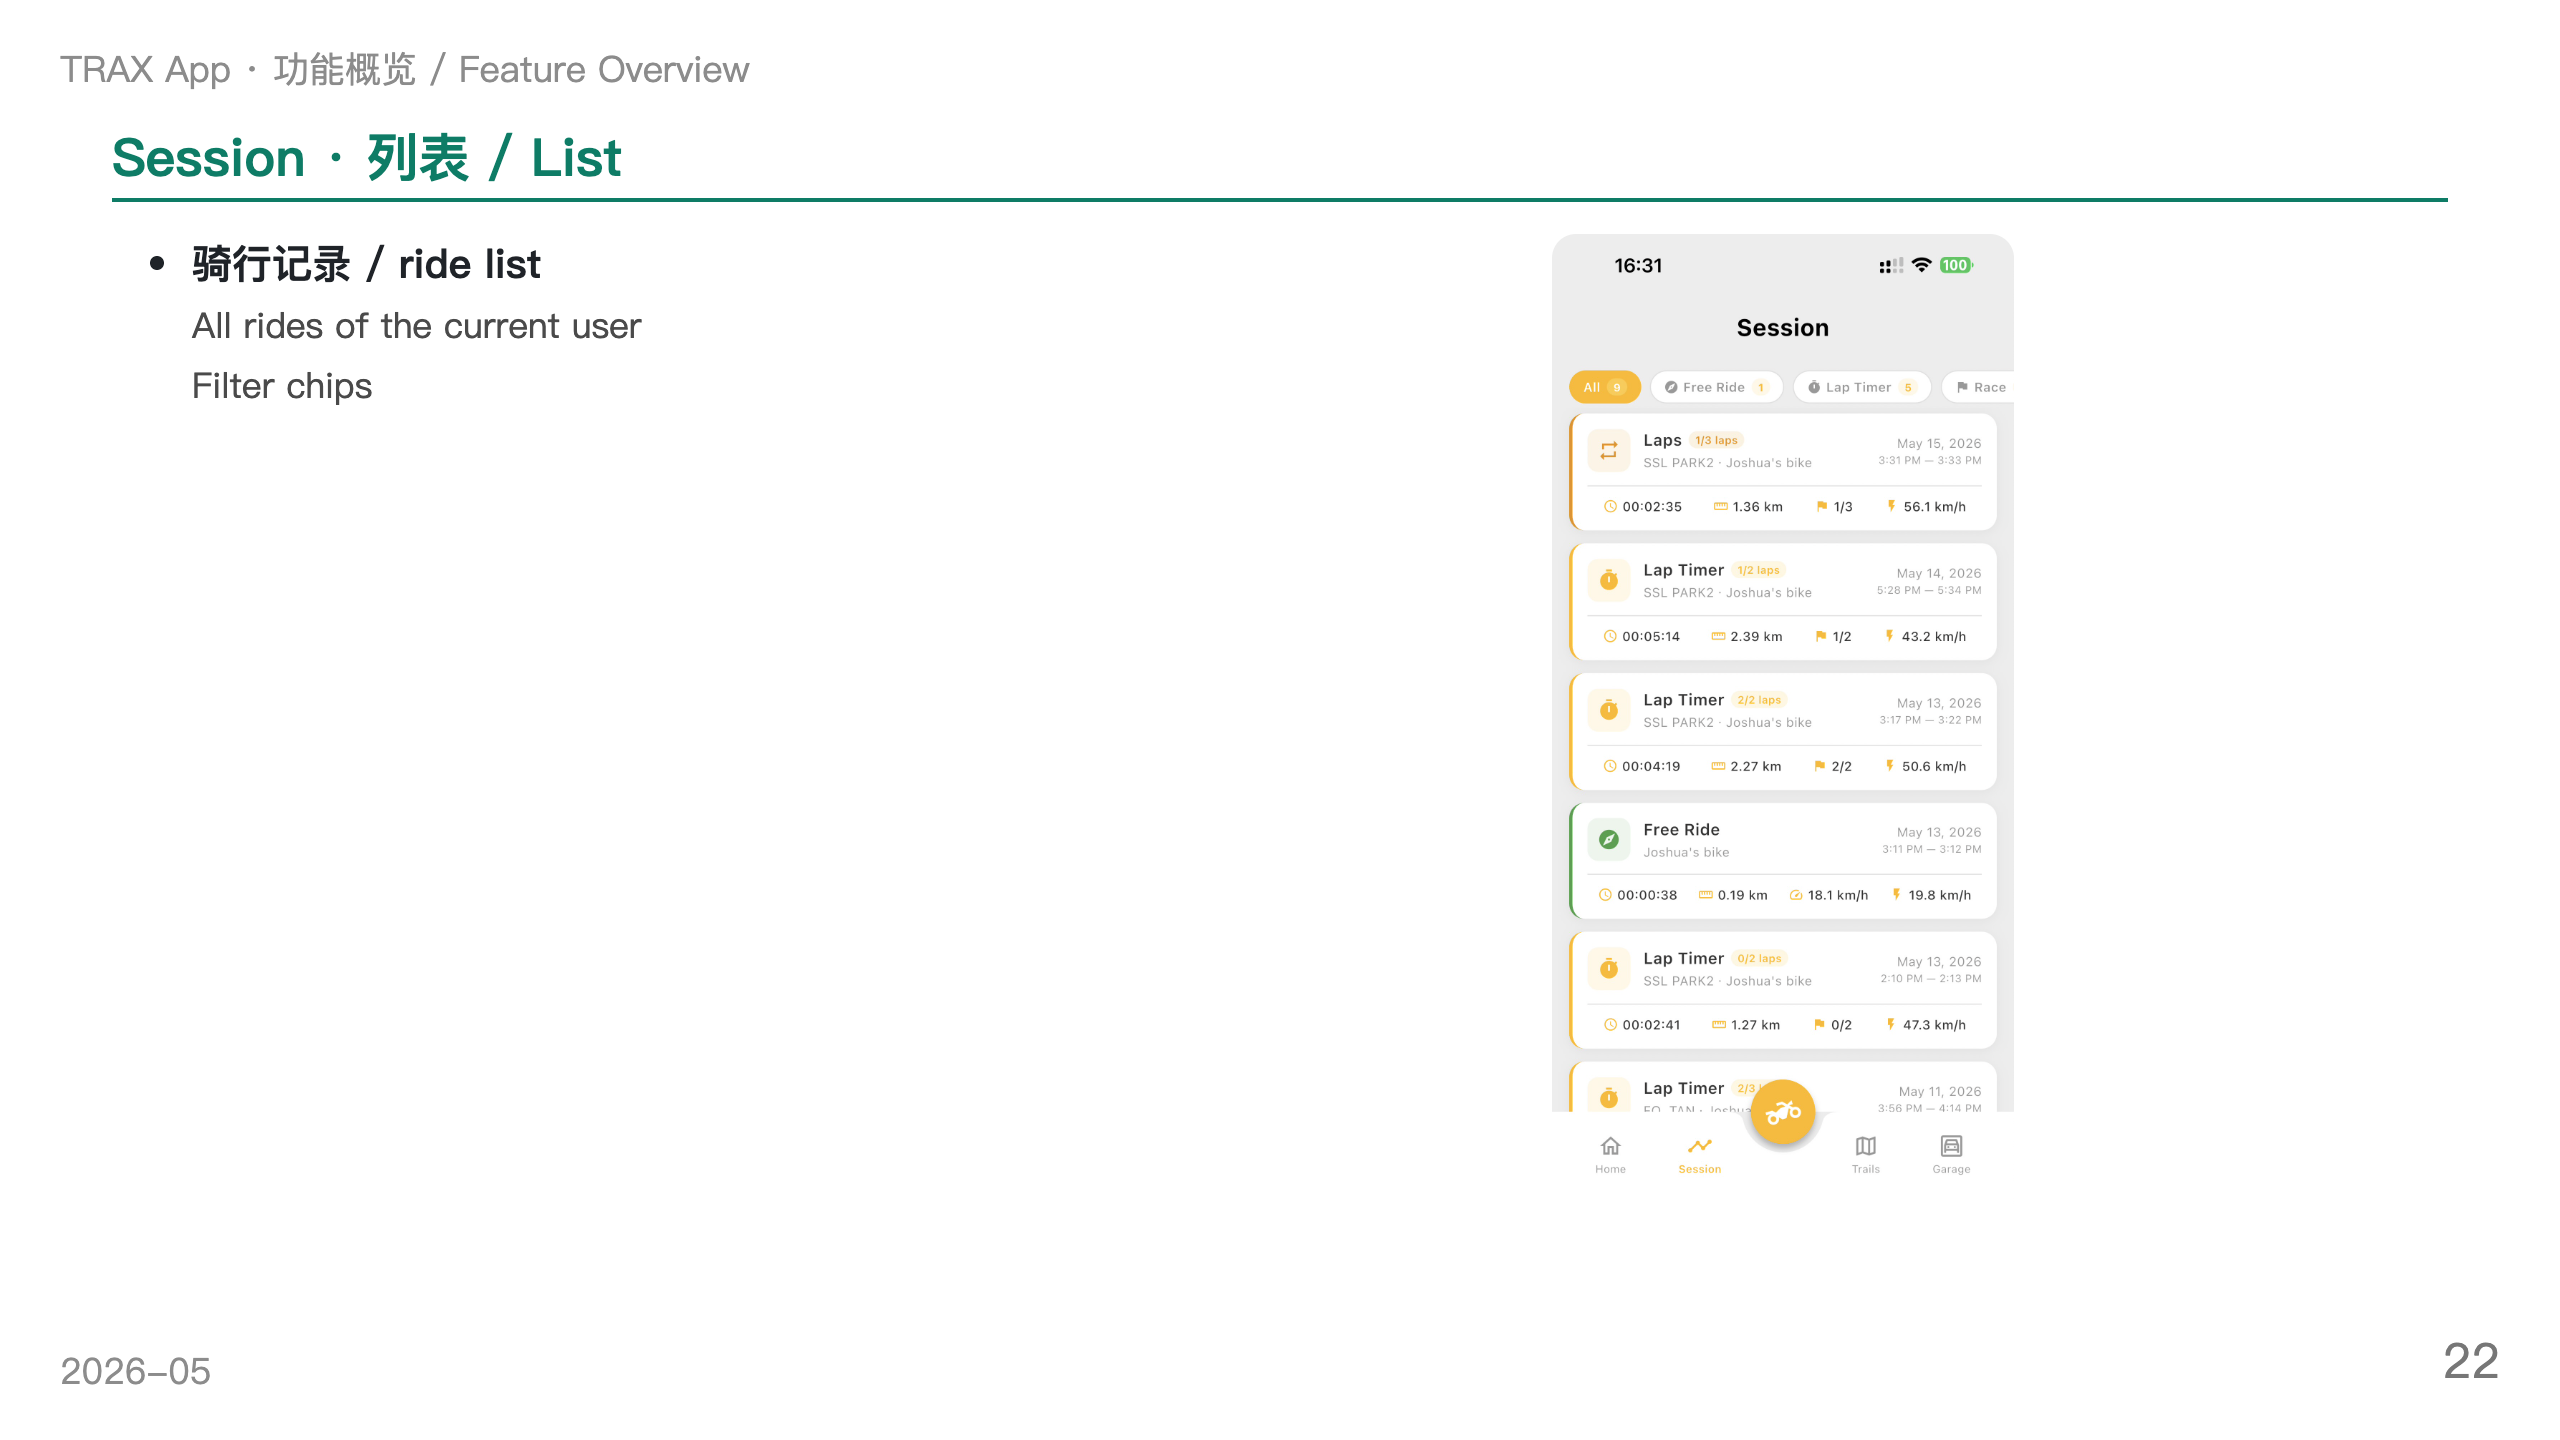 TRAX App · 功能概览 / Feature Overview
Session · 列表 / List
• 骑行记录 / ride list
All rides of the current user
Filter chips
16:31
100
Session
All 9
Free Ride 1
Lap Timer 5
Race
Laps 1/3 laps
May 15, 2026
SSL PARK2 · Joshua's bike
3:31 PM — 3:33 PM
00:02:35 1.36 km 1/3 56.1 km/h
Lap Timer 1/2 laps
May 14, 2026
SSL PARK2 · Joshua's bike
5:28 PM — 5:34 PM
00:05:14 2.39 km 1/2 43.2 km/h
Lap Timer 2/2 laps
May 13, 2026
SSL PARK2 · Joshua's bike
3:17 PM — 3:22 PM
00:04:19 2.27 km 2/2 50.6 km/h
Free Ride
May 13, 2026
Joshua's bike
3:11 PM — 3:12 PM
00:00:38 0.19 km 18.1 km/h 19.8 km/h
Lap Timer 0/2 laps
May 13, 2026
SSL PARK2 · Joshua's bike
2:10 PM — 2:13 PM
00:02:41 1.27 km 0/2 47.3 km/h
Lap Timer 2/3
May 11, 2026
3:56 PM — 4:14 PM
Home
Session
Trails
Garage
2026-05
22